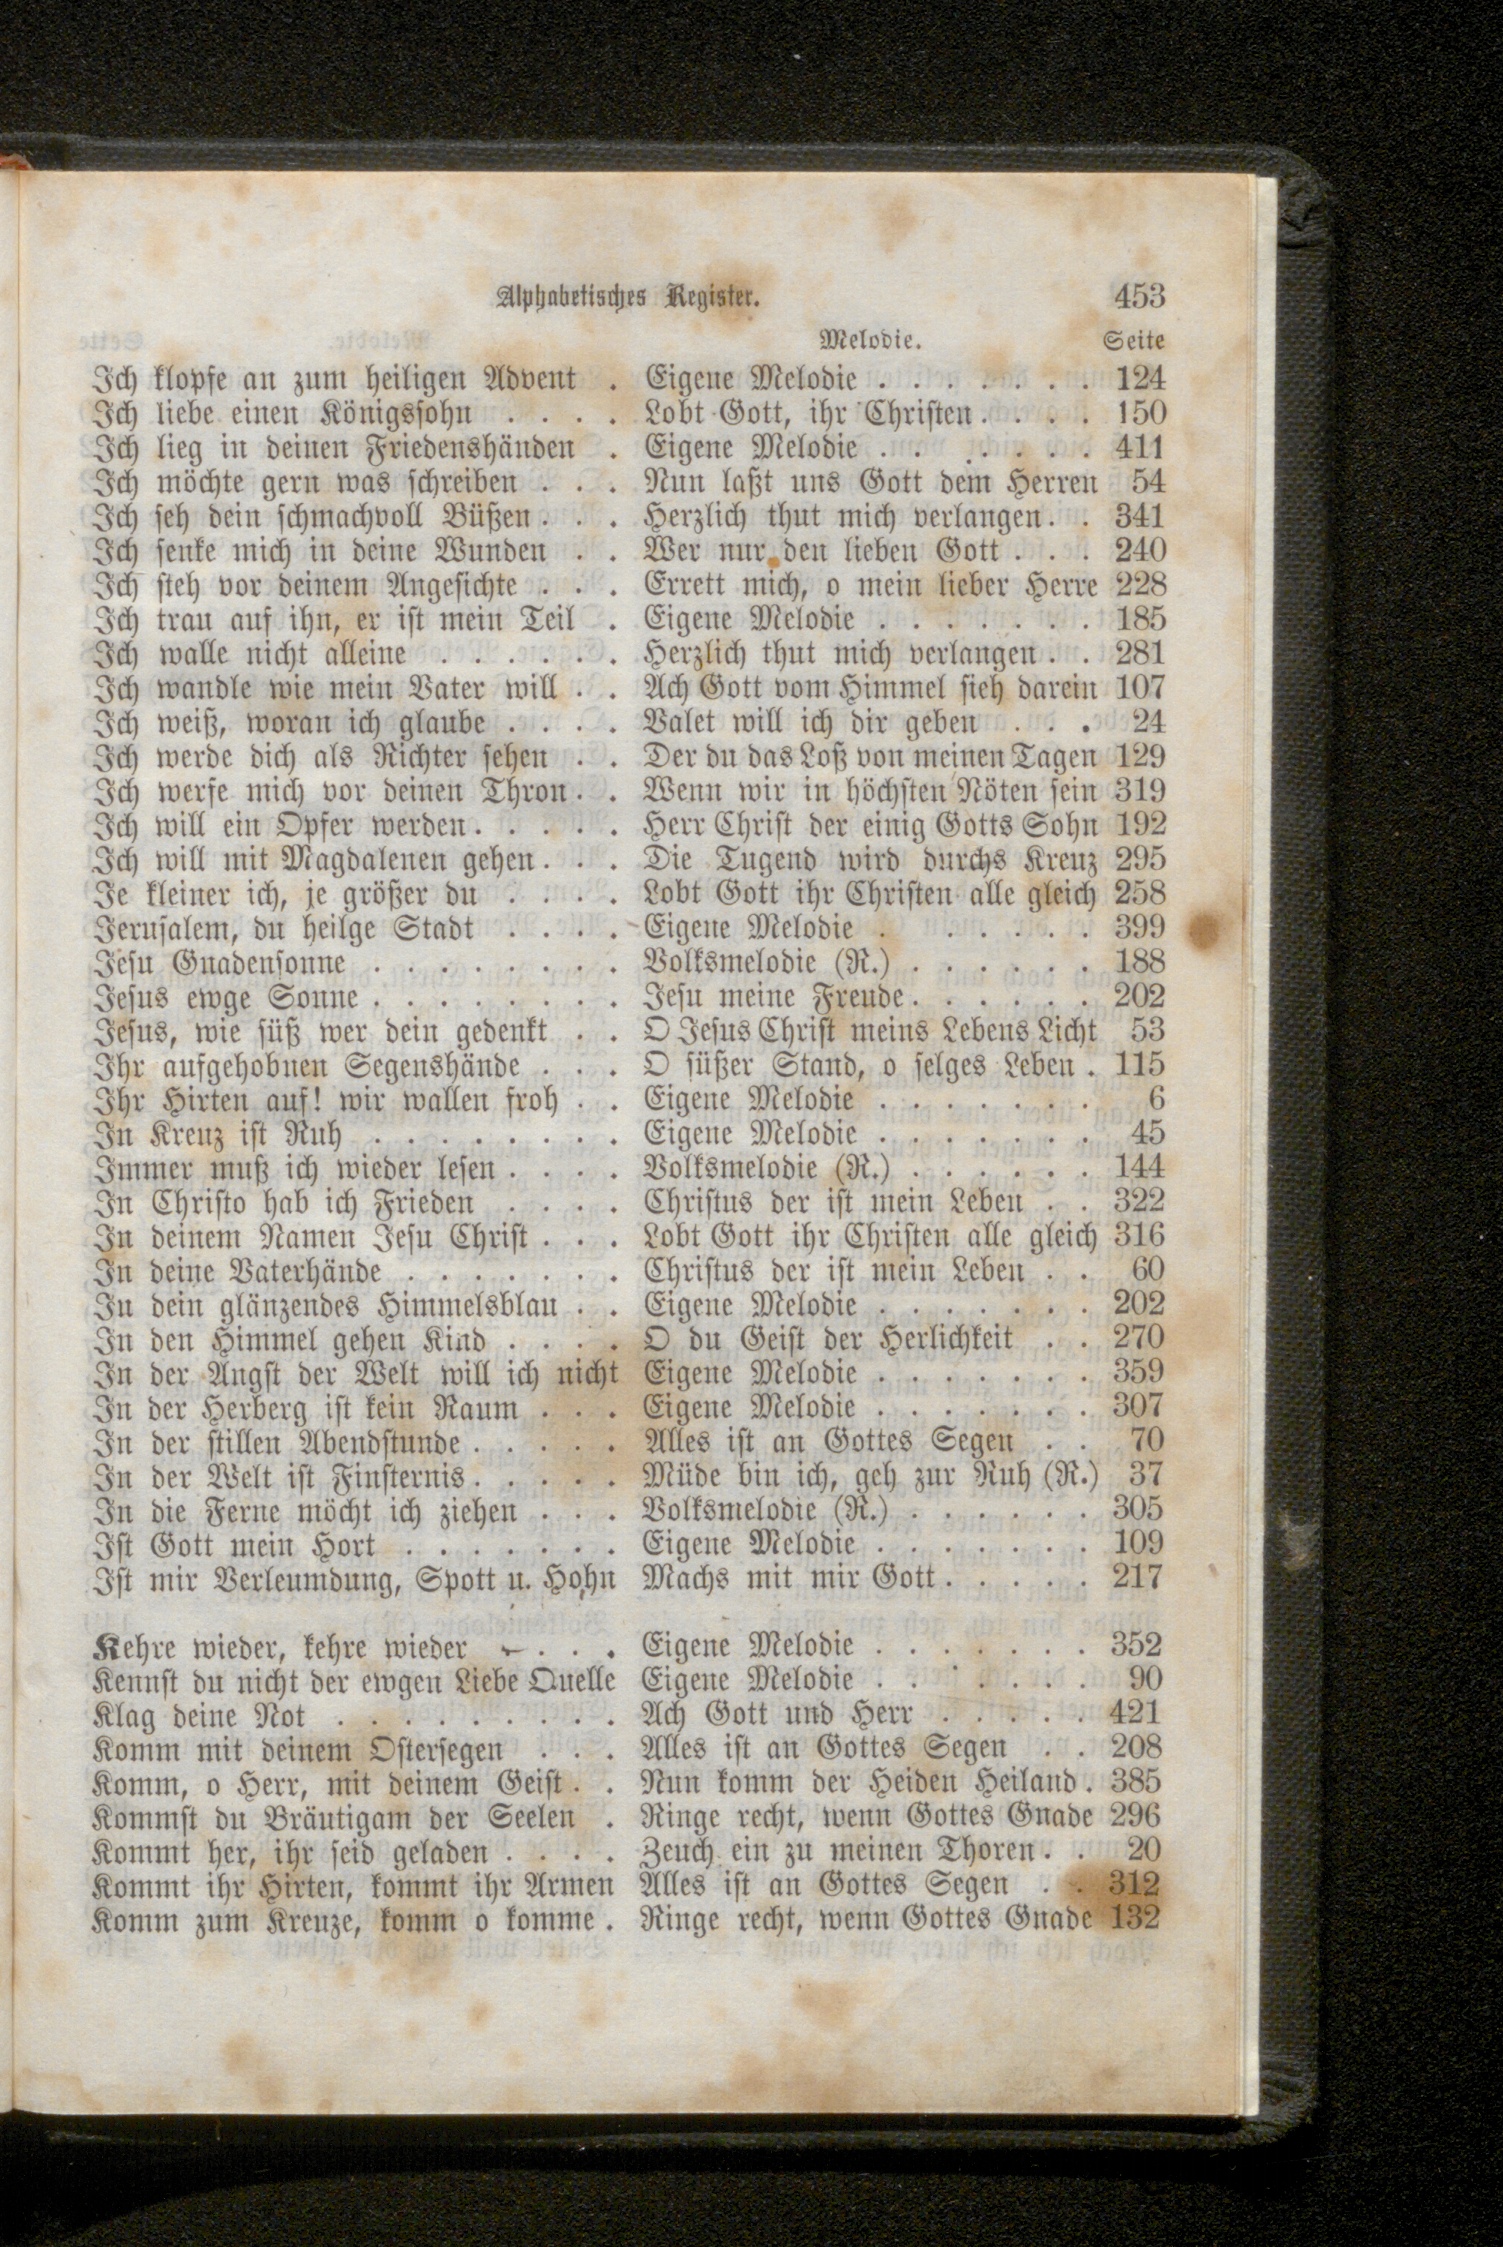 Alphabetisches Register. 453
Melodie. Seite
Ich klopfe an zum heiligen Advent . Eigene Melodie . . . . . . . 124
Ich liebe einen Königssohn . . . . Lobt Gott, ihr Christen . . . . 150
Ich lieg in deinen Friedenshänden . Eigene Melodie . . . . . . . 411
Ich möchte gern was schreiben . . . Nun laßt uns Gott dem Herren 54
Ich seh dein schmachvoll Büßen . . . Herzlich thut mich verlangen . . 341
Ich senke mich in deine Wunden . . Wer nur den lieben Gott . . . 240
Ich steh vor deinem Angesichte . . . Errett mich, o mein lieber Herre 228
Ich trau auf ihn, er ist mein Teil . Eigene Melodie . . . . . . . 185
Ich walle nicht alleine . . . . . . Herzlich thut mich verlangen . . 281
Ich wandle wie mein Vater will . . Ach Gott vom Himmel sieh darein 107
Ich weiß, woran ich glaube . . . . Valet will ich dir geben . . . 24
Ich werde dich als Richter sehen . . Der du das Loß von meinen Tagen 129
Ich werfe mich vor deinen Thron . . Wenn wir in höchsten Nöten sein 319
Ich will ein Opfer werden . . . . . Herr Christ der einig Gotts Sohn 192
Ich will mit Magdalenen gehen . . . Die Tugend wird durchs Kreuz 295
Je kleiner ich, je größer du . . . . Lobt Gott ihr Christen alle gleich 258
Jerusalem, du heilge Stadt . . . . Eigene Melodie . . . . . . 399
Jesu Gnadensonne . . . . . . . . Volksmelodie (R.) . . . . . . 188
Jesus ewge Sonne . . . . . . . . Jesu meine Freude . . . . . . 202
Jesus, wie süß wer dein gedenkt . . O Jesus Christ meins Lebens Licht 53
Ihr aufgehobnen Segenshände . . . O süßer Stand, o selges Leben . 115
Ihr Hirten auf! wir wallen froh . . Eigene Melodie . . . . . . . 6
In Kreuz ist Ruh . . . . . . . . Eigene Melodie . . . . . . . 45
Immer muß ich wieder lesen . . . . Volksmelodie (R.) . . . . . . 144
In Christo hab ich Frieden . . . . Christus der ist mein Leben . . 322
In deinem Namen Jesu Christ . . . Lobt Gott ihr Christen alle gleich 316
In deine Vaterhände . . . . . . . Christus der ist mein Leben . . 60
In dein glänzendes Himmelsblau . . Eigene Melodie . . . . . . . 202
In den Himmel gehen Kind . . . . O du Geist der Herlichkeit . . 270
In der Angst der Welt will ich nicht Eigene Melodie . . . . . . . 359
In der Herberg ist kein Raum . . . Eigene Melodie . . . . . . . 307
In der stillen Abendstunde . . . . . Alles ist an Gottes Segen . . 70
In der Welt ist Finsternis . . . . . Müde bin ich, geh zur Ruh (R.) 37
In die Ferne möcht ich ziehen . . . Volksmelodie (R.) . . . . . . 305
Ist Gott mein Hort . . . . . . . Eigene Melodie . . . . . . . 109
Ist mir Verleumdung, Spott u. Hohn Machs mit mir Gott . . . . . 217
Kehre wieder, kehre wieder . . . . Eigene Melodie . . . . . . . 352
Kennst du nicht der ewgen Liebe Quelle Eigene Melodie . . . . . . . 90
Klag deine Not . . . . . . . . . Ach Gott und Herr . . . . . 421
Komm mit deinem Ostersegen . . . Alles ist an Gottes Segen . . 208
Komm, o Herr, mit deinem Geist . . Nun komm der Heiden Heiland . 385
Kommst du Bräutigam der Seelen . Ringe recht, wenn Gottes Gnade 296
Kommt her, ihr seid geladen . . . . Zeuch ein zu meinen Thoren . . 20
Kommt ihr Hirten, kommt ihr Armen Alles ist an Gottes Segen . . 312
Komm zum Kreuze, komm o komme . Ringe recht, wenn Gottes Gnade 132